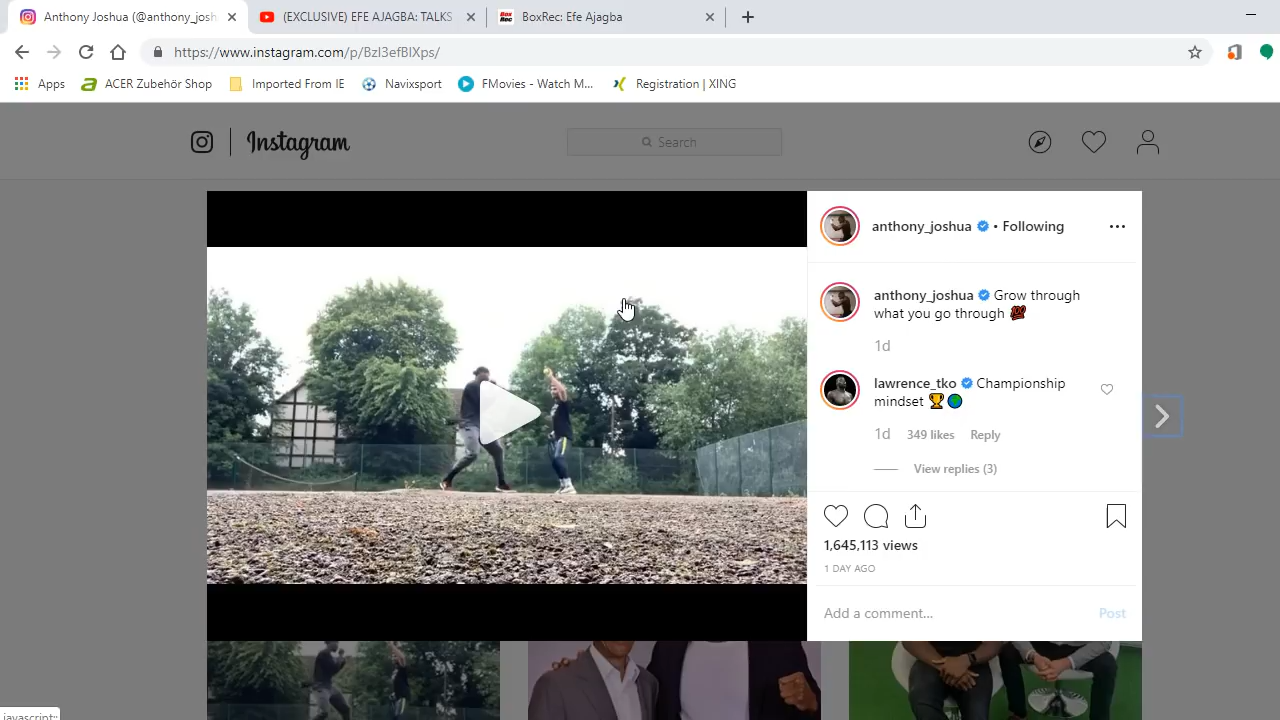 Anthony Joshua (@anthony_josh
(EXCLUSIVE) EFE AJAGBA: TALKS
BoxRec: Efe Ajagba
https://www.instagram.com/p/BzI3efBlXps/
Apps
ACER Zubehör Shop
Imported From IE
Navixsport
FMovies - Watch M...
Registration | XING
Instagram
Search
anthony_joshua • Following
anthony_joshua Grow through
what you go through 💯
1d
lawrence_tko Championship
mindset 🏆🌍
1d 349 likes Reply
View replies (3)
1,645,113 views
1 DAY AGO
Add a comment... Post
javascript:;